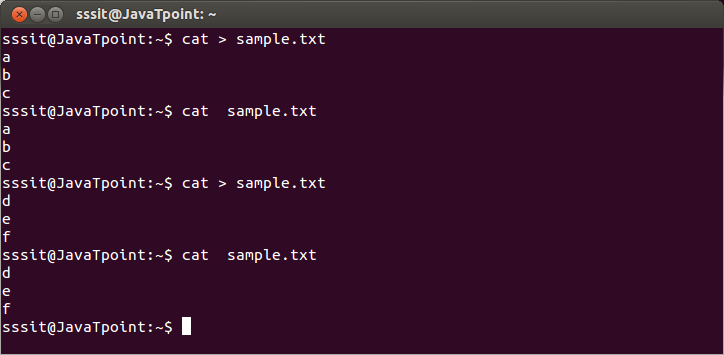 sssit@JavaTpoint: ~
sssit@JavaTpoint:~$ cat > sample.txt
a
b
c
sssit@JavaTpoint:~$ cat  sample.txt
a
b
c
sssit@JavaTpoint:~$ cat > sample.txt
d
e
f
sssit@JavaTpoint:~$ cat  sample.txt
d
e
f
sssit@JavaTpoint:~$